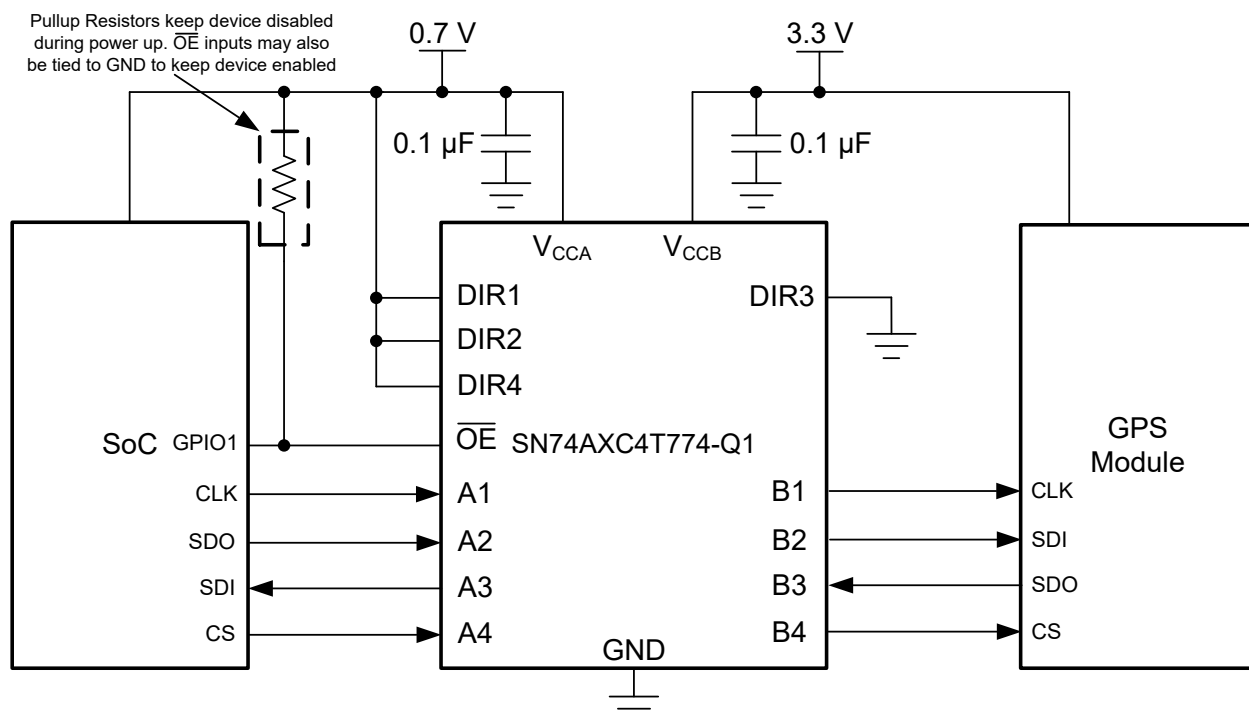 Pullup Resistors keep device disabled
during power up. O̅E̅ inputs may also
be tied to GND to keep device enabled
0.7 V
3.3 V
0.1 µF
0.1 µF
VCCA
VCCB
DIR1
DIR3
DIR2
DIR4
SoC
GPIO1
O̅E̅
SN74AXC4T774-Q1
GPS
Module
CLK
A1
B1
CLK
SDO
A2
B2
SDI
SDI
A3
B3
SDO
CS
A4
B4
CS
GND